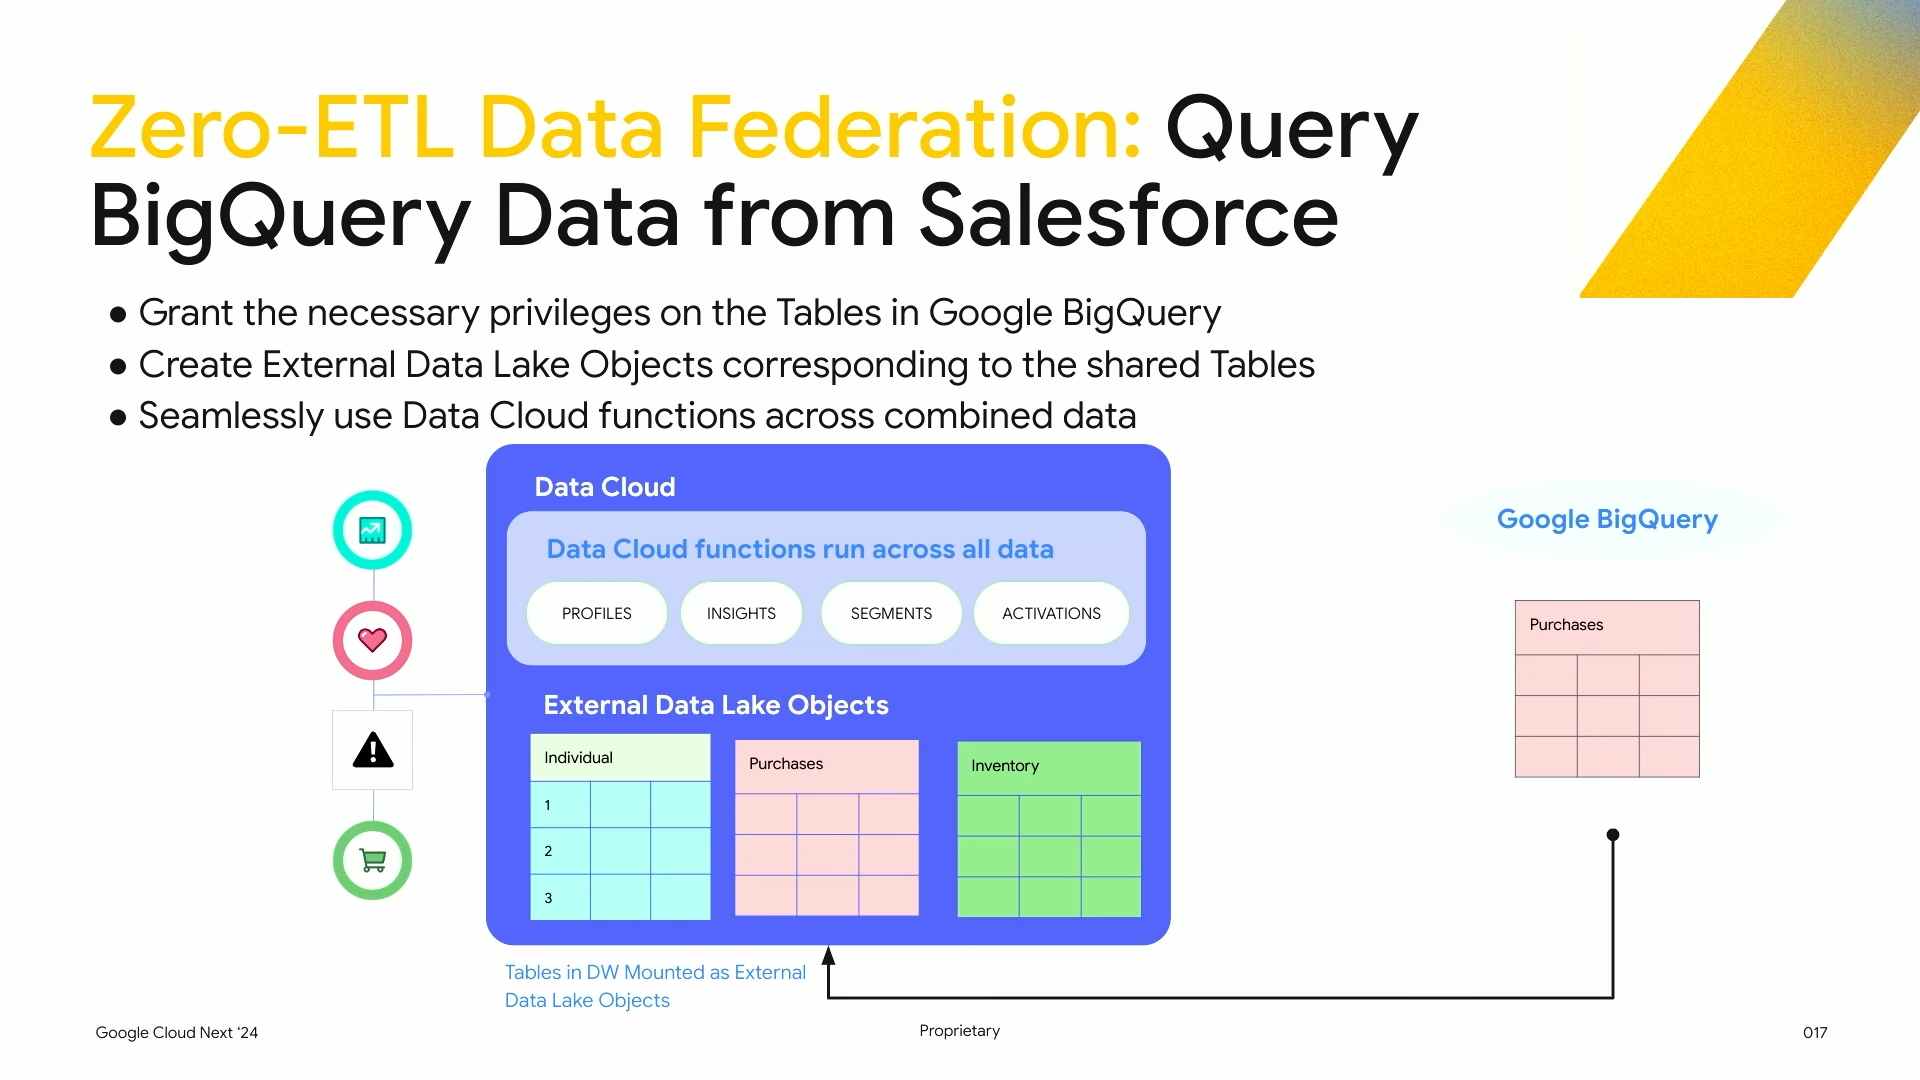 Zero-ETL Data Federation: Query
BigQuery Data from Salesforce
● Grant the necessary privileges on the Tables in Google BigQuery
● Create External Data Lake Objects corresponding to the shared Tables
● Seamlessly use Data Cloud functions across combined data
Data Cloud
Data Cloud functions run across all data
PROFILES
INSIGHTS
SEGMENTS
ACTIVATIONS
External Data Lake Objects
Individual
1
2
3
Purchases
Inventory
Google BigQuery
Purchases
Tables in DW Mounted as External
Data Lake Objects
Google Cloud Next ‘24
Proprietary
017